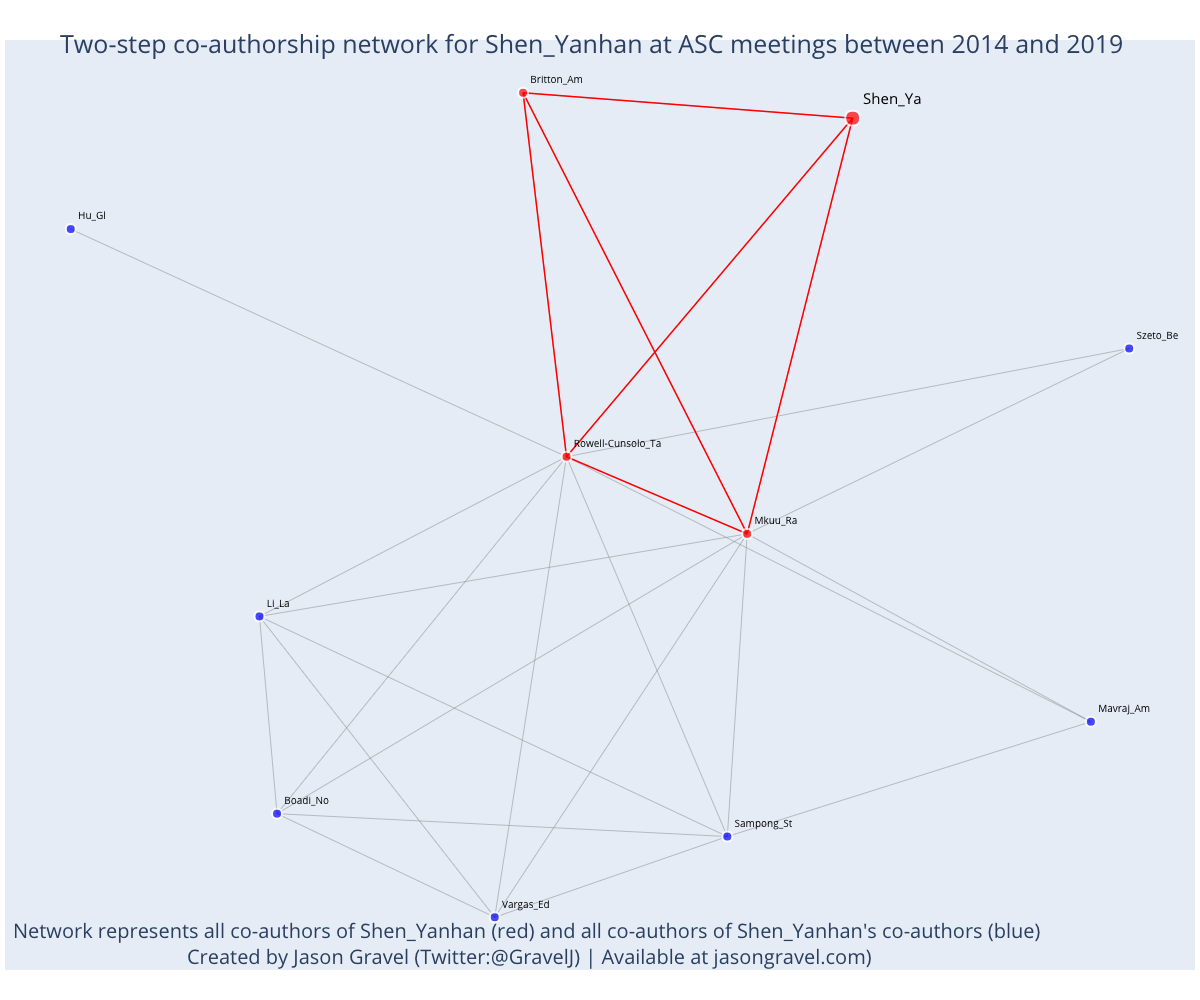 Two-step co-authorship network for Shen_Yanhan at ASC meetings between 2014 and 2019
Britton_Am
Shen_Ya
Hu_Gl
Szeto_Be
Rowell-Cunsolo_Ta
Mkuu_Ra
Li_La
Mavraj_Am
Boadi_No
Sampong_St
Vargas_Ed
Network represents all co-authors of Shen_Yanhan (red) and all co-authors of Shen_Yanhan's co-authors (blue)
Created by Jason Gravel (Twitter:@GravelJ) | Available at jasongravel.com)